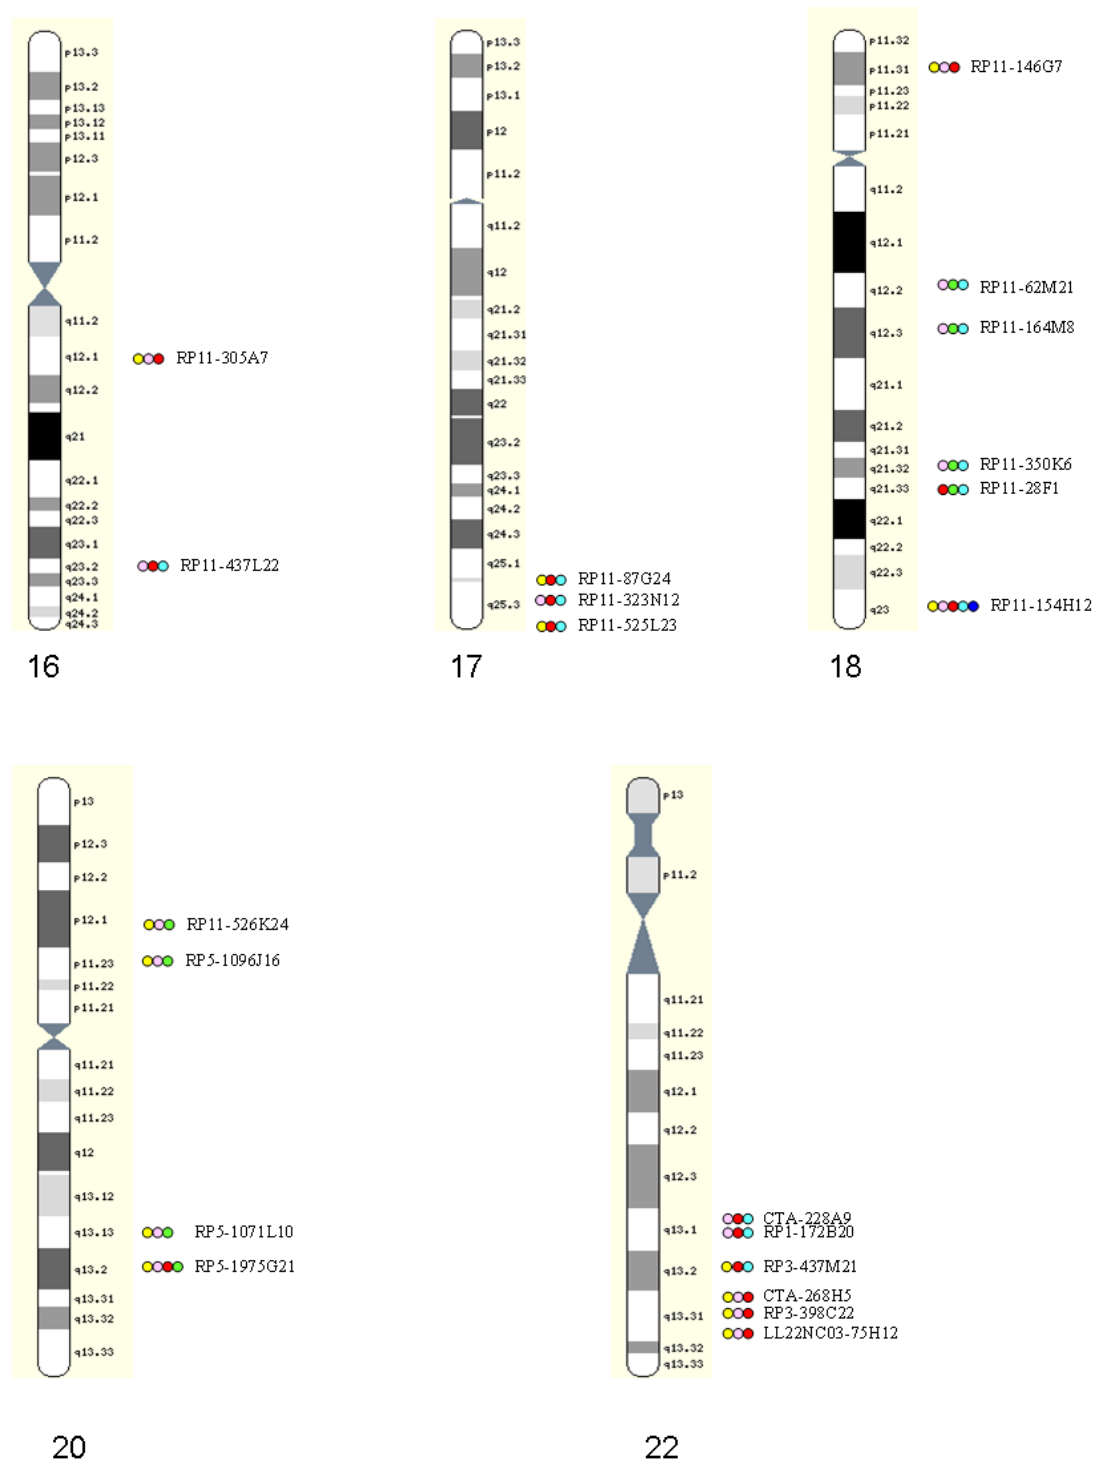 p13.3
p13.2
p13.13
p13.12
p13.11
p12.3
p12.1
p11.2
q11.2
q12.1
q12.2
q21
q22.1
q22.2
q22.3
q23.1
q23.2
q23.3
q24.1
q24.2
q24.3
RP11-305A7
RP11-437L22
16
p13.3
p13.2
p13.1
p12
p11.2
q11.2
q12
q21.2
q21.31
q21.32
q21.33
q22
q23.2
q23.3
q24.1
q24.2
q24.3
q25.1
q25.3
RP11-87G24
RP11-323N12
RP11-525L23
17
p11.32
p11.31
p11.23
p11.22
p11.21
q11.2
q12.1
q12.2
q12.3
q21.1
q21.2
q21.31
q21.32
q21.33
q22.1
q22.2
q22.3
q23
RP11-146G7
RP11-62M21
RP11-164M8
RP11-350K6
RP11-28F1
RP11-154H12
18
p13
p12.3
p12.2
p12.1
p11.23
p11.22
p11.21
q11.21
q11.22
q11.23
q12
q13.12
q13.13
q13.2
q13.31
q13.32
q13.33
RP11-526K24
RP5-1096J16
RP5-1071L10
RP5-1975G21
20
p13
p11.2
q11.21
q11.22
q11.23
q12.1
q12.2
q12.3
q13.1
q13.2
q13.31
q13.32
q13.33
CTA-228A9
RP1-172B20
RP3-437M21
CTA-268H5
RP3-398C22
LL22NC03-75H12
22